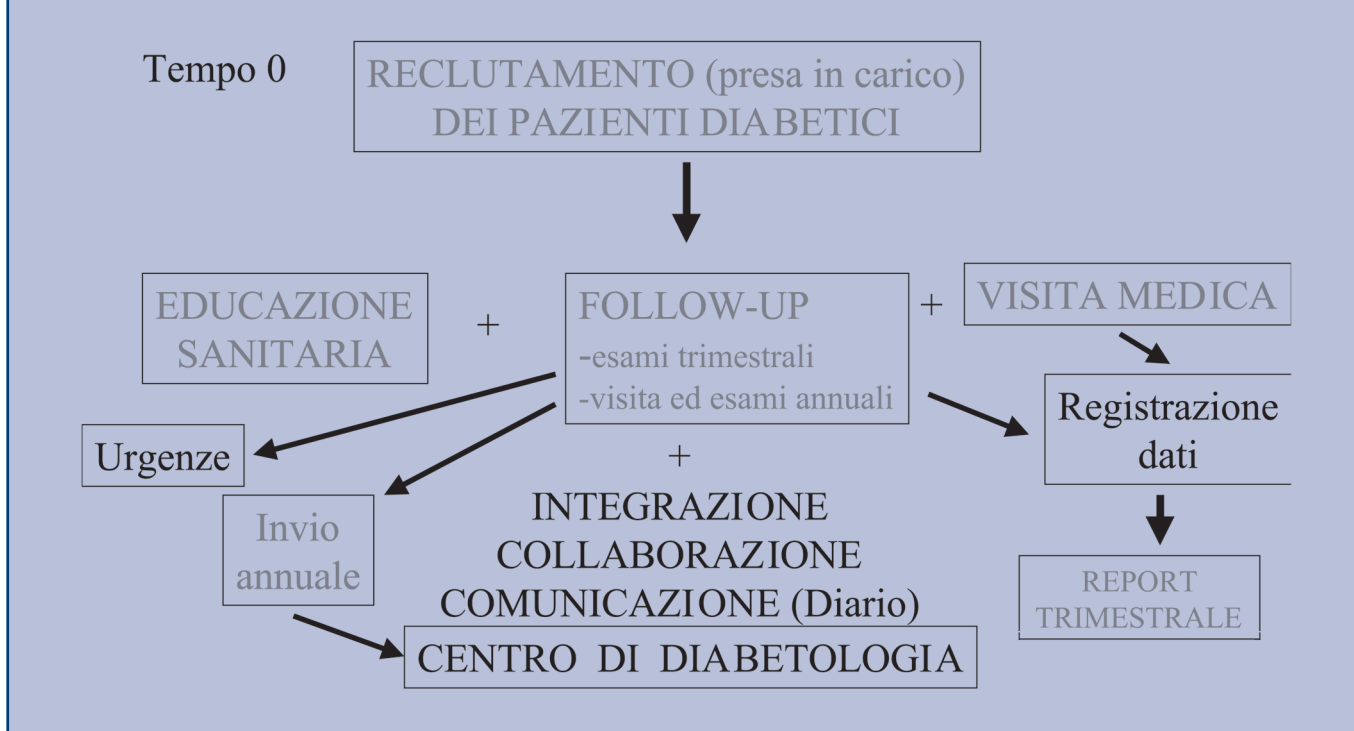 Tempo 0
RECLUTAMENTO (presa in carico)
DEI PAZIENTI DIABETICI
EDUCAZIONE
SANITARIA
+
FOLLOW-UP
-esami trimestrali
-visita ed esami annuali
+
VISITA MEDICA
Registrazione
dati
Urgenze
Invio
annuale
+
INTEGRAZIONE
COLLABORAZIONE
COMUNICAZIONE (Diario)
CENTRO DI DIABETOLOGIA
REPORT
TRIMESTRALE